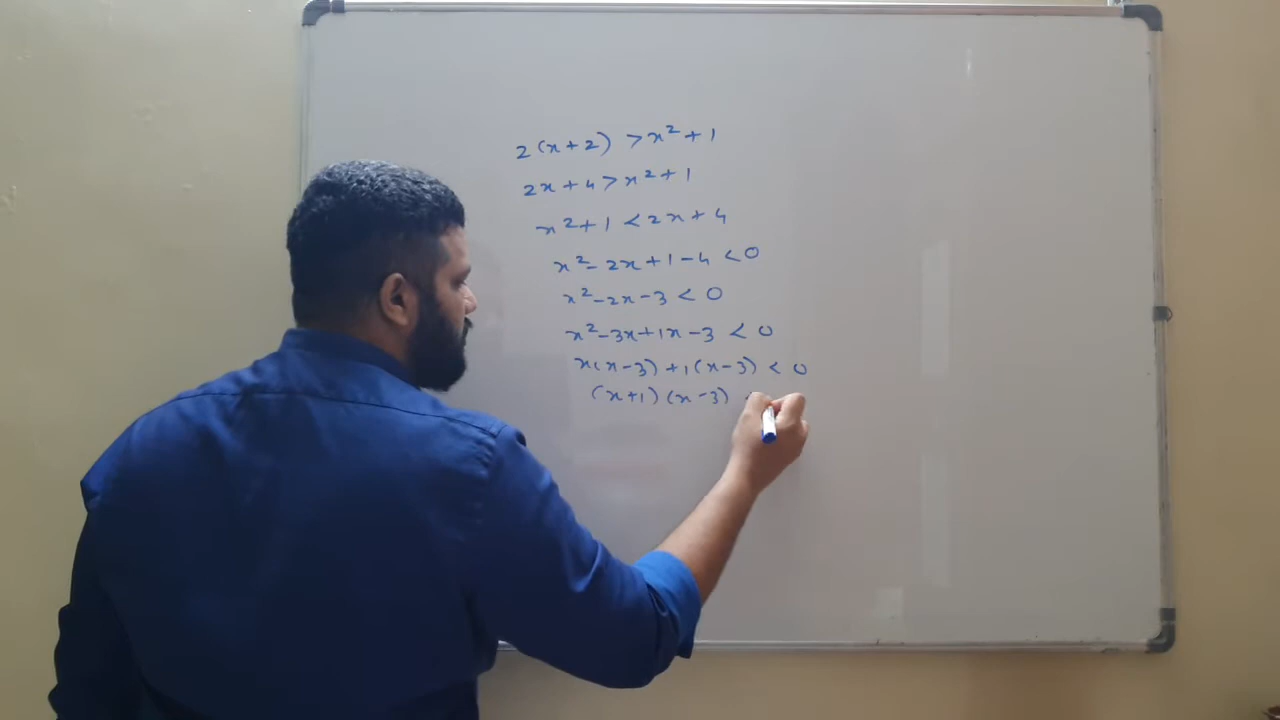 2(x+2) > x²+1
2x+4 > x²+1
x²+1 < 2x+4
x²-2x+1-4 < 0
x²-2x-3 < 0
x²-3x+1x-3 < 0
x(x-3)+1(x-3) < 0
(x+1)(x-3)